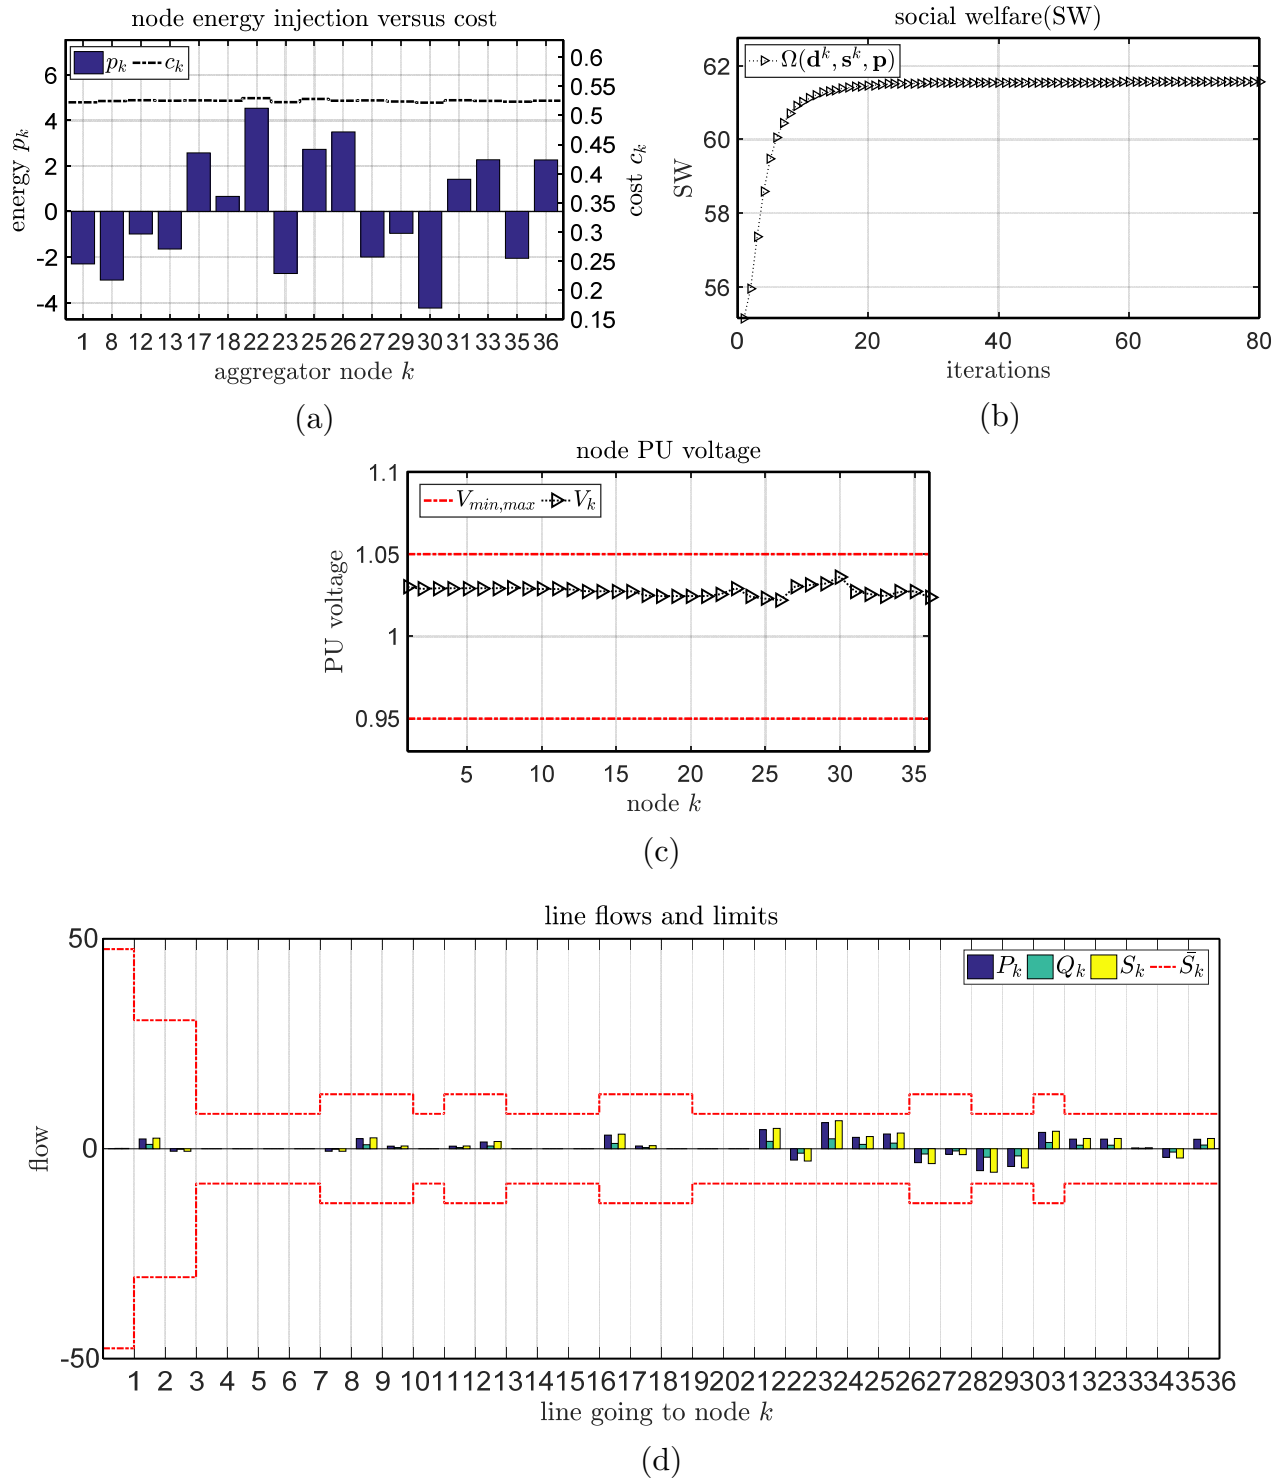 node energy injection versus cost
p_k c_k
6
4
2
0
-2
-4
0.6
0.55
0.5
0.45
0.4
0.35
0.3
0.25
0.2
0.15
energy p_k
cost c_k
1 8 12 13 17 18 22 23 25 26 27 29 30 31 33 35 36
aggregator node k
(a)
social welfare(SW)
Ω(d^k, s^k, p)
62
60
58
56
SW
0 20 40 60 80
iterations
(b)
node PU voltage
V_min,max V_k
1.1
1.05
1
0.95
PU voltage
5 10 15 20 25 30 35
node k
(c)
line flows and limits
P_k Q_k S_k S̄_k
50
0
-50
flow
1 2 3 4 5 6 7 8 9 10 11 12 13 14 15 16 17 18 19 20 21 22 23 24 25 26 27 28 29 30 31 32 33 34 35 36
line going to node k
(d)